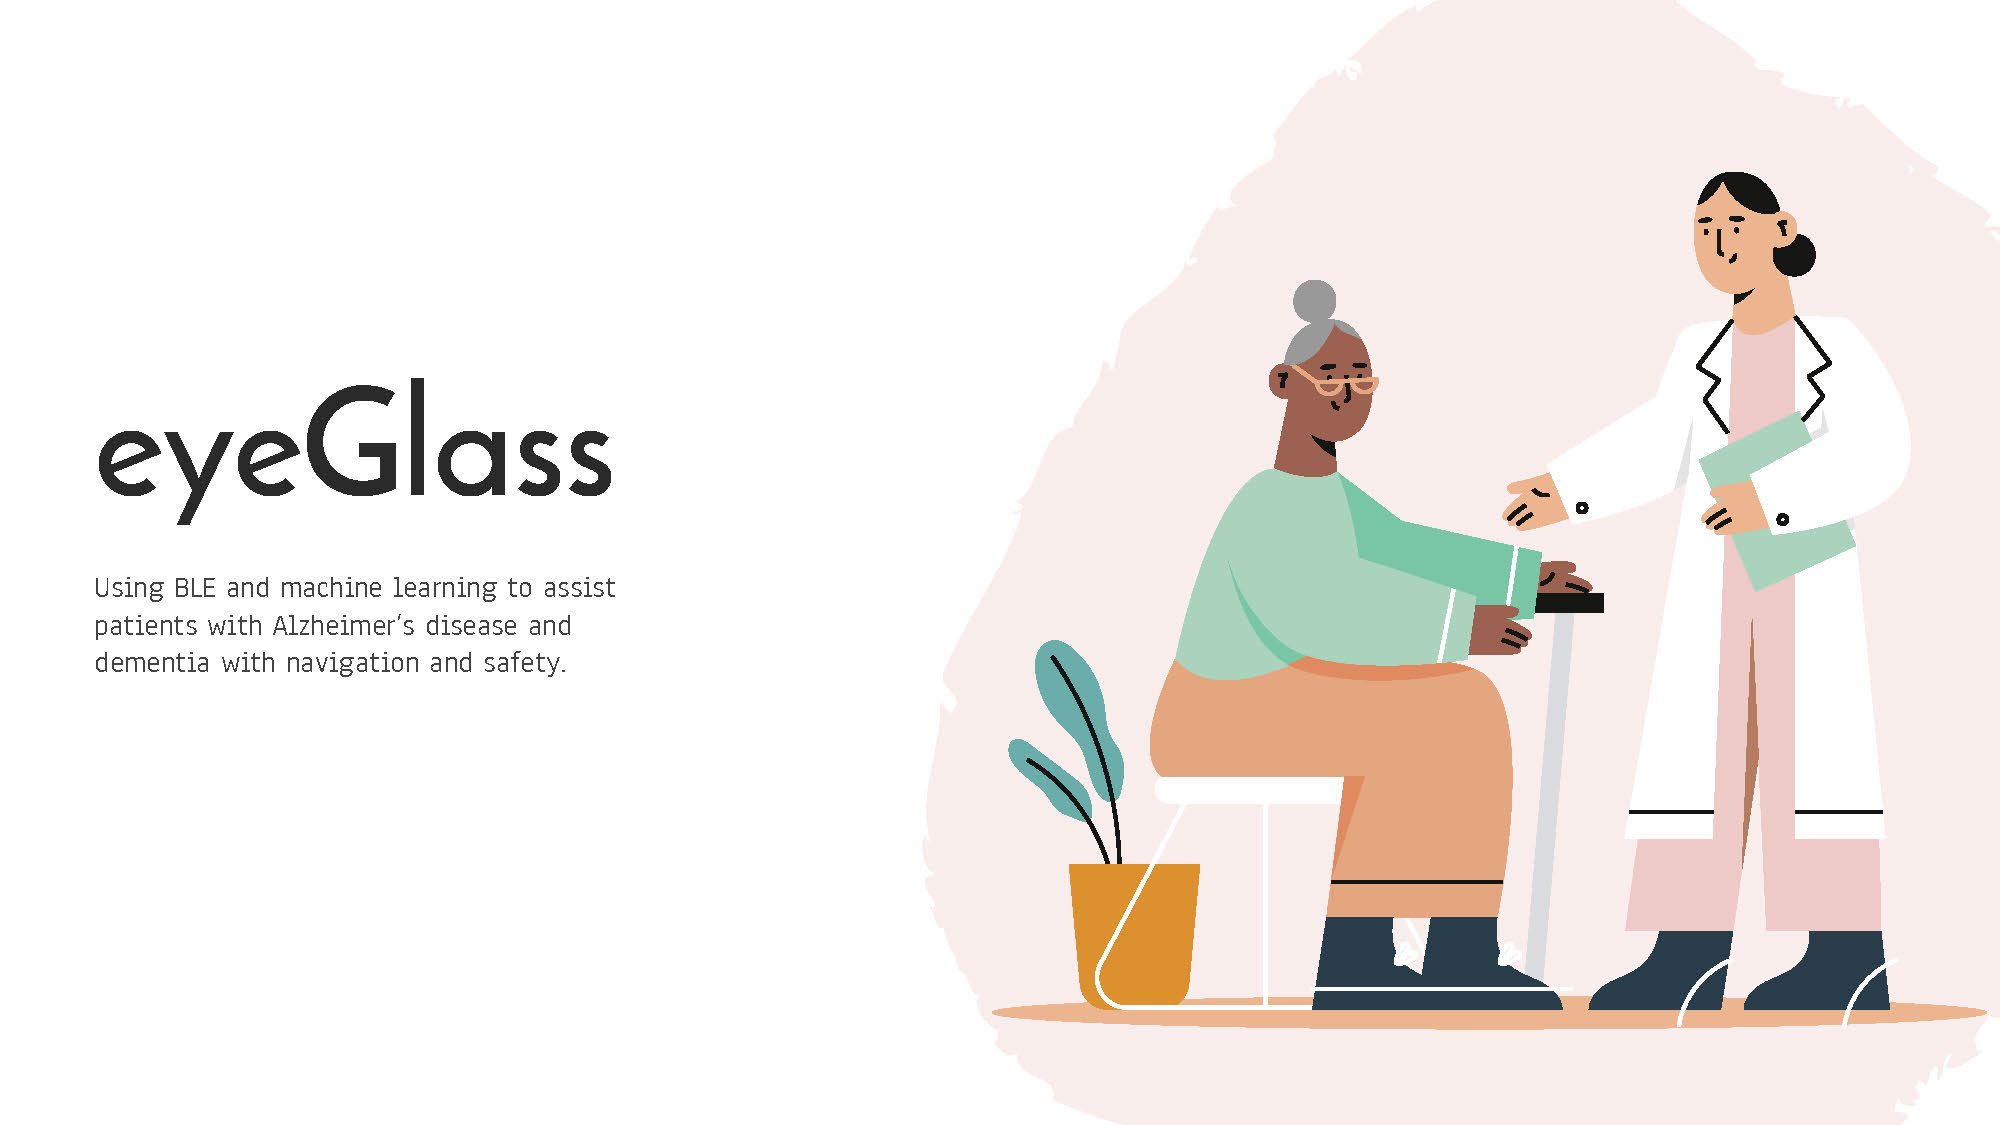 eyeGlass
Using BLE and machine learning to assist
patients with Alzheimer's disease and
dementia with navigation and safety.